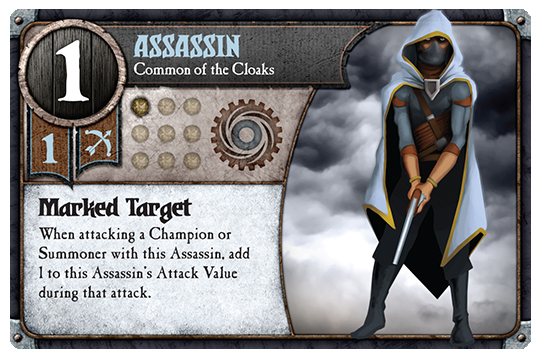 1
ASSASSIN
Common of the Cloaks
1
Marked Target
When attacking a Champion or
Summoner with this Assassin, add
1 to this Assassin's Attack Value
during that attack.